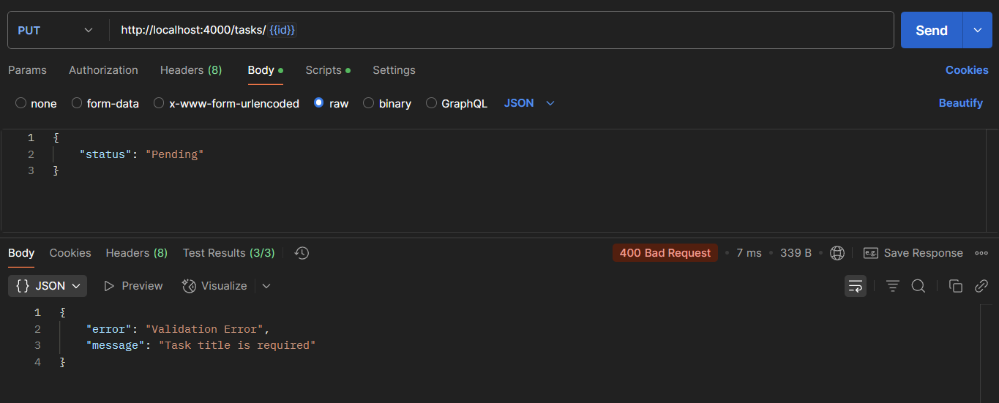 PUT http://localhost:4000/tasks/ {{id}} Send
Params Authorization Headers (8) Body Scripts Settings Cookies
none form-data x-www-form-urlencoded raw binary GraphQL JSON Beautify
1 {
2 "status": "Pending"
3 }
Body Cookies Headers (8) Test Results (3/3) 400 Bad Request 7 ms 339 B e.g. Save Response
{} JSON Preview Visualize
1 {
2 "error": "Validation Error",
3 "message": "Task title is required"
4 }